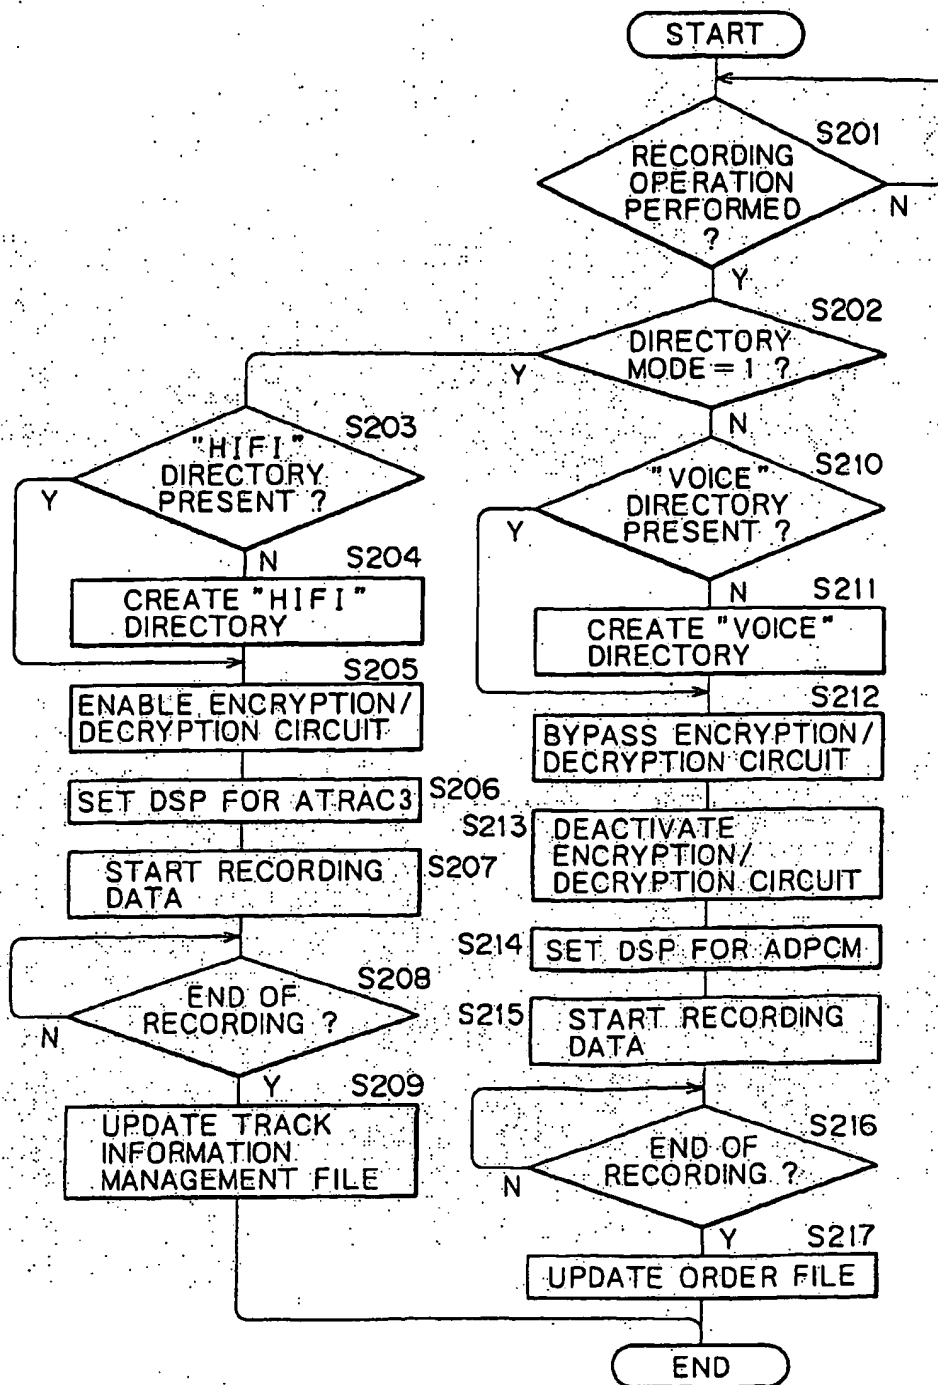 START
S201
RECORDING
OPERATION
PERFORMED
?
N
Y
S202
DIRECTORY
MODE=1 ?
Y
N
S203
"HIFI"
DIRECTORY
PRESENT ?
Y
N
S204
CREATE "HIFI"
DIRECTORY
S205
ENABLE ENCRYPTION/
DECRYPTION CIRCUIT
SET DSP FOR ATRAC3
S206
START RECORDING
DATA
S207
S208
END OF
RECORDING ?
N
Y
S209
UPDATE TRACK
INFORMATION
MANAGEMENT FILE
S210
"VOICE"
DIRECTORY
PRESENT ?
Y
N
S211
CREATE "VOICE"
DIRECTORY
S212
BYPASS ENCRYPTION/
DECRYPTION CIRCUIT
S213
DEACTIVATE
ENCRYPTION/
DECRYPTION CIRCUIT
S214
SET DSP FOR ADPCM
S215
START RECORDING
DATA
S216
END OF
RECORDING ?
N
Y
S217
UPDATE ORDER FILE
END